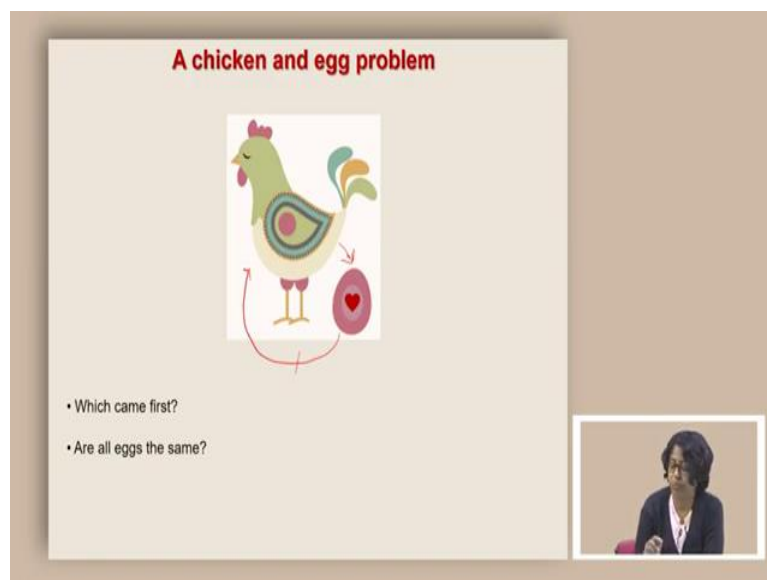 A chicken and egg problem
• Which came first?
• Are all eggs the same?